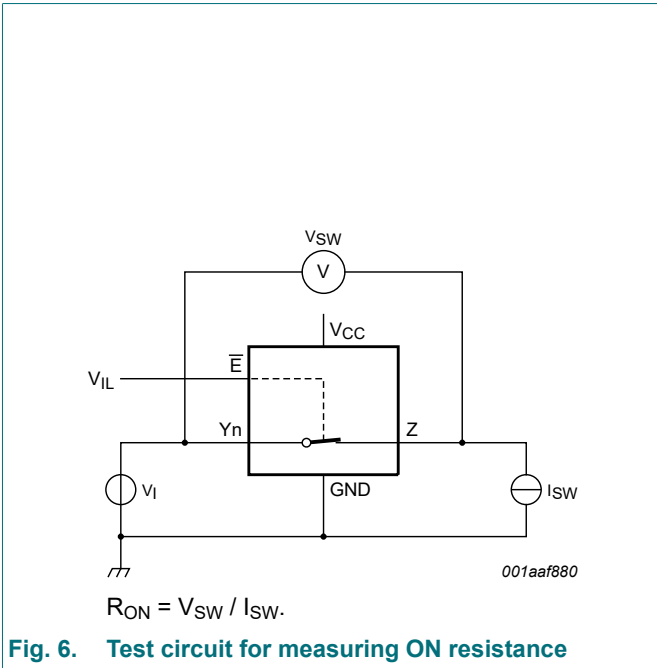 VSW
V
VCC
E̅
VIL
Yn
Z
VI
GND
ISW
001aaf880
RON = VSW / ISW.
Fig. 6. Test circuit for measuring ON resistance